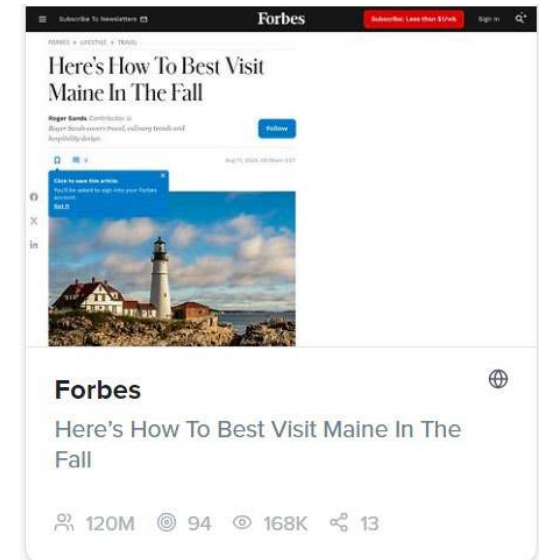 Subscribe To Newsletters
Forbes
Subscribe: Less than $1/wk
Sign In
FORBES > LIFESTYLE > TRAVEL
Here's How To Best Visit
Maine In The Fall
Roger Sands Contributor
Roger Sands covers travel, culinary trends and
hospitality design.
Follow
Click to save this article.
You'll be asked to sign into your Forbes
account.
Got it
Forbes
Here's How To Best Visit Maine In The
Fall
120M 94 168K 13